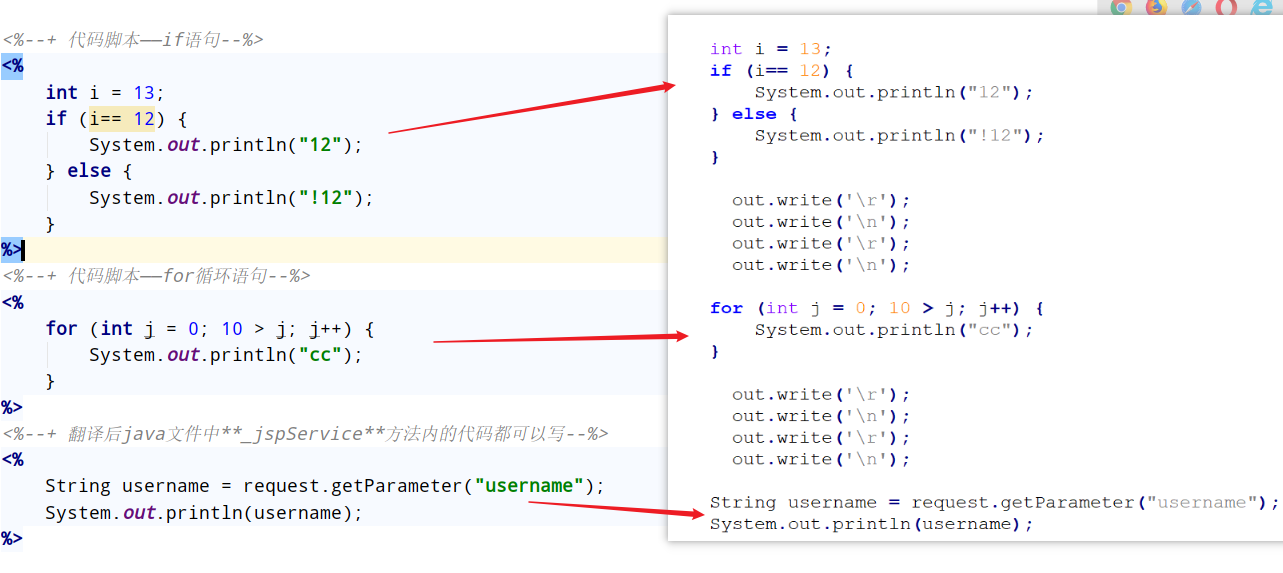 <%--+ 代码脚本——if语句--%>
<%
int i = 13;
if (i== 12) {
System.out.println("12");
} else {
System.out.println("!12");
}
%>
<%--+ 代码脚本——for循环语句--%>
<%
for (int j = 0; 10 > j; j++) {
System.out.println("cc");
}
%>
<%--+ 翻译后java文件中**_jspService**方法内的代码都可以写--%>
<%
String username = request.getParameter("username");
System.out.println(username);
%>
int i = 13;
if (i== 12) {
System.out.println("12");
} else {
System.out.println("!12");
}
out.write('\r');
out.write('\n');
out.write('\r');
out.write('\n');
for (int j = 0; 10 > j; j++) {
System.out.println("cc");
}
out.write('\r');
out.write('\n');
out.write('\r');
out.write('\n');
String username = request.getParameter("username");
System.out.println(username);